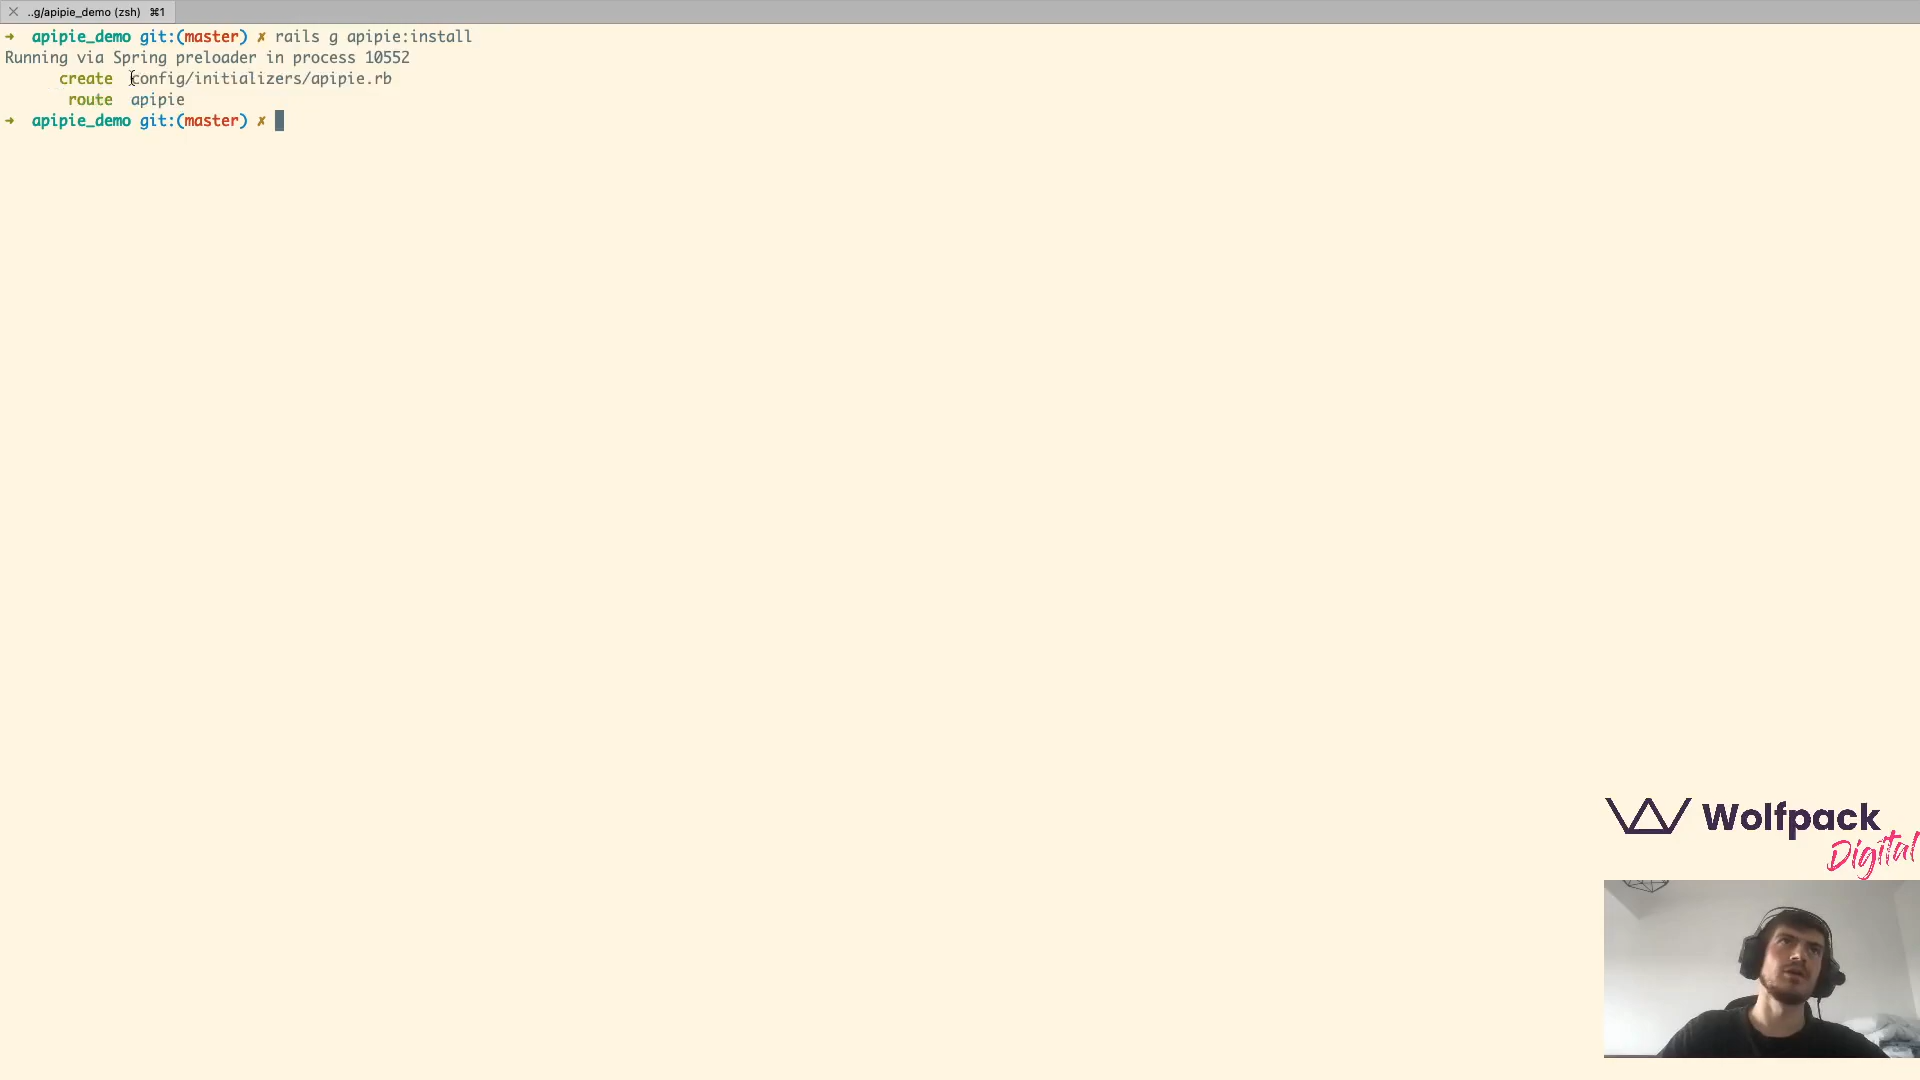 ..g/apipie_demo (zsh) ⌘1
➜ apipie_demo git:(master) ✗ rails g apipie:install
Running via Spring preloader in process 10552
create config/initializers/apipie.rb
route apipie
➜ apipie_demo git:(master) ✗
Wolfpack
Digital